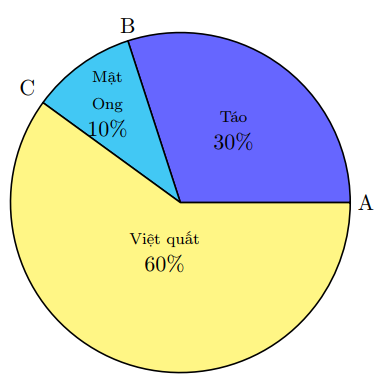 B
C
Mật
Ong
10%
Táo
30%
A
Việt quất
60%